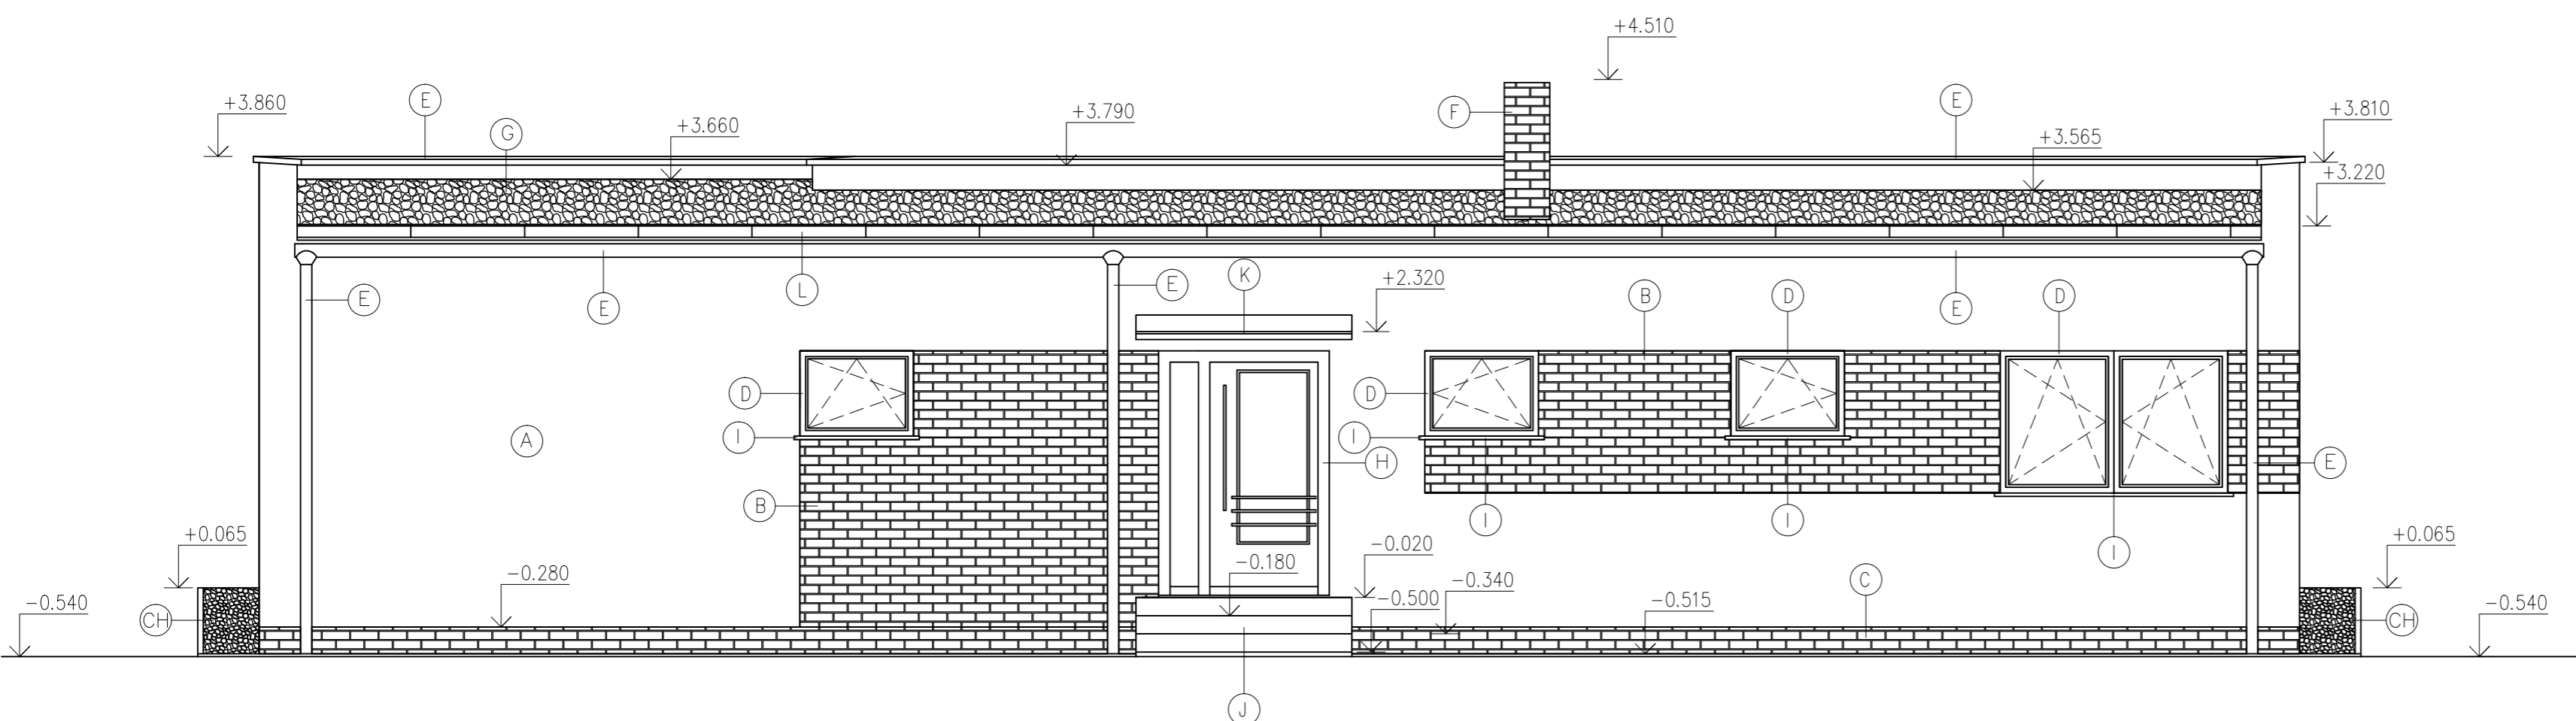 +4.510
+3.860
E
G
+3.660
+3.790
F
E
+3.565
+3.810
+3.220
E
E
L
E
K
+2.320
B
D
E
D
D
I
A
B
D
I
H
I
I
I
E
+0.065
-0.540
CH
-0.280
-0.180
-0.020
-0.500
-0.340
-0.515
C
+0.065
-0.540
CH
J